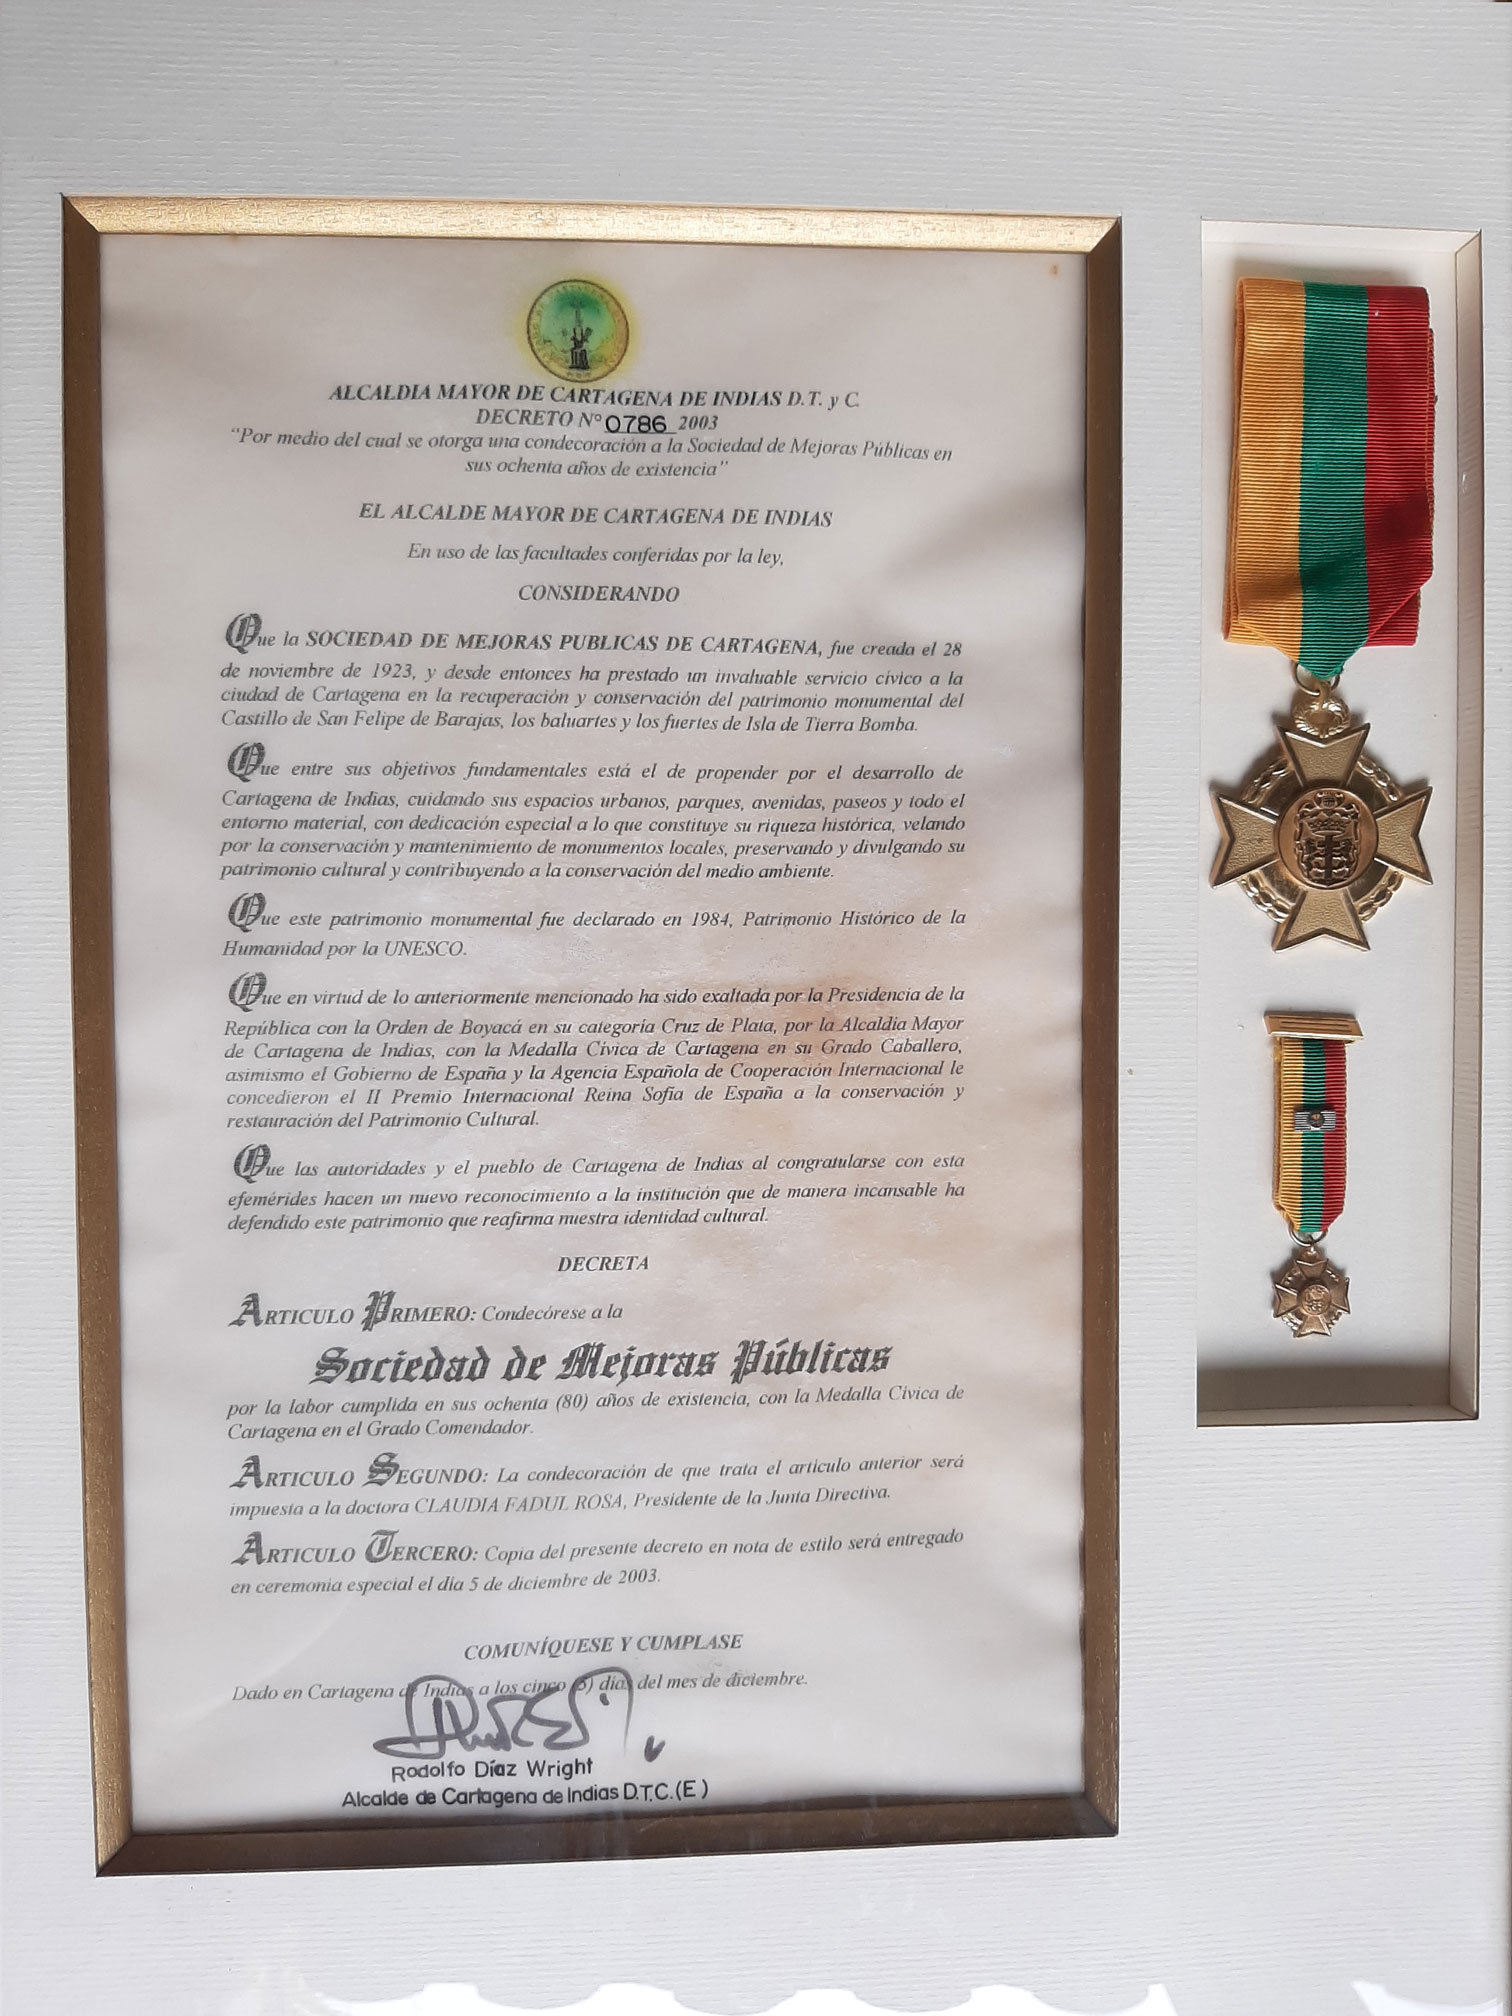 ALCALDIA MAYOR DE CARTAGENA DE INDIAS D.T. y C.
DECRETO N° 0786 2003
"Por medio del cual se otorga una condecoración a la Sociedad de Mejoras Públicas en
sus ochenta años de existencia"
EL ALCALDE MAYOR DE CARTAGENA DE INDIAS
En uso de las facultades conferidas por la ley,
CONSIDERANDO
Que la SOCIEDAD DE MEJORAS PUBLICAS DE CARTAGENA, fue creada el 28
de noviembre de 1923, y desde entonces ha prestado un invaluable servicio cívico a la
ciudad de Cartagena en la recuperación y conservación del patrimonio monumental del
Castillo de San Felipe de Barajas, los baluartes y los fuertes de Isla de Tierra Bomba.
Que entre sus objetivos fundamentales está el de propender por el desarrollo de
Cartagena de Indias, cuidando sus espacios urbanos, parques, avenidas, paseos y todo el
entorno material, con dedicación especial a lo que constituye su riqueza histórica, velando
por la conservación y mantenimiento de monumentos locales, preservando y divulgando su
patrimonio cultural y contribuyendo a la conservación del medio ambiente.
Que este patrimonio monumental fue declarado en 1984, Patrimonio Histórico de la
Humanidad por la UNESCO.
Que en virtud de lo anteriormente mencionado ha sido exaltada por la Presidencia de la
República con la Orden de Boyacá en su categoría Cruz de Plata, por la Alcaldía Mayor
de Cartagena de Indias, con la Medalla Cívica de Cartagena en su Grado Caballero,
asimismo el Gobierno de España y la Agencia Española de Cooperación Internacional le
concedieron el II Premio Internacional Reina Sofía de España a la conservación y
restauración del Patrimonio Cultural.
Que las autoridades y el pueblo de Cartagena de Indias al congratularse con esta
efemérides hacen un nuevo reconocimiento a la institución que de manera incansable ha
defendido este patrimonio que reafirma nuestra identidad cultural.
DECRETA
ARTICULO PRIMERO: Condecórese a la
Sociedad de Mejoras Públicas
por la labor cumplida en sus ochenta (80) años de existencia, con la Medalla Cívica de
Cartagena en el Grado Comendador.
ARTICULO SEGUNDO: La condecoración de que trata el artículo anterior será
impuesta a la doctora CLAUDIA FADUL ROSA, Presidente de la Junta Directiva.
ARTICULO TERCERO: Copia del presente decreto en nota de estilo será entregado
en ceremonia especial el día 5 de diciembre de 2003.
COMUNÍQUESE Y CUMPLASE
Dado en Cartagena de Indias a los cinco (5) días del mes de diciembre.
Rodolfo Díaz Wright
Alcalde de Cartagena de Indias D.T.C.(E)